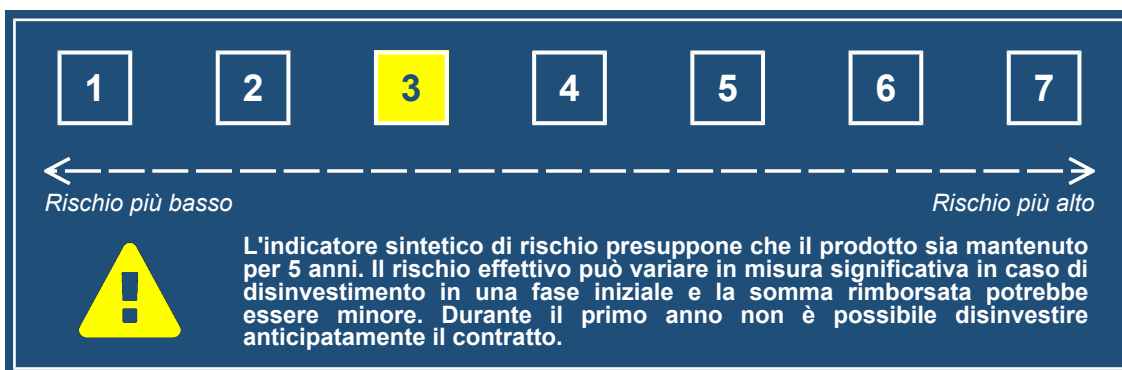 1 2 3 4 5 6 7
Rischio più basso Rischio più alto
L'indicatore sintetico di rischio presuppone che il prodotto sia mantenuto
per 5 anni. Il rischio effettivo può variare in misura significativa in caso di
disinvestimento in una fase iniziale e la somma rimborsata potrebbe
essere minore. Durante il primo anno non è possibile disinvestire
anticipatamente il contratto.